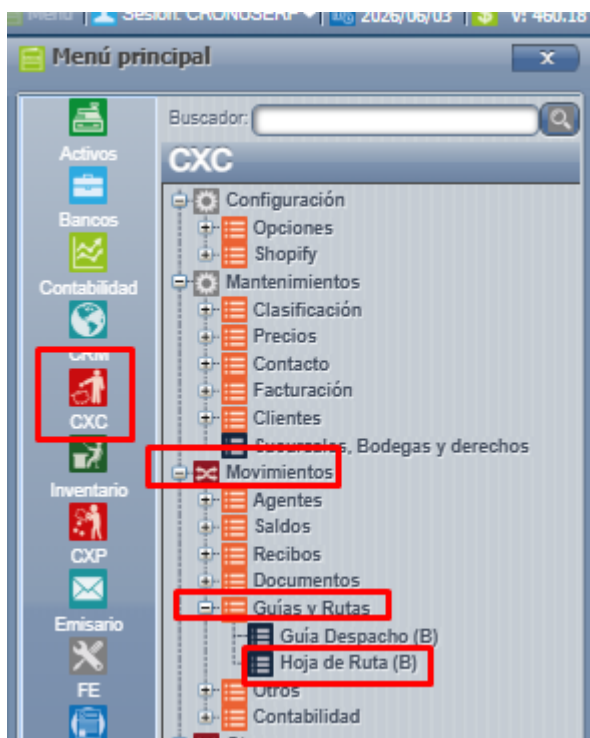 Menú Sesión: CRONUSERP 2026/06/03 V: 460.18
Menú principal x
Buscador:
CXC
Activos
Bancos
Contabilidad
CRM
CXC
Inventario
CXP
Emisario
FE
Configuración
Opciones
Shopify
Mantenimientos
Clasificación
Precios
Contacto
Facturación
Clientes
Sucursales, Bodegas y derechos
Movimientos
Agentes
Saldos
Recibos
Documentos
Guías y Rutas
Guía Despacho (B)
Hoja de Ruta (B)
Otros
Contabilidad